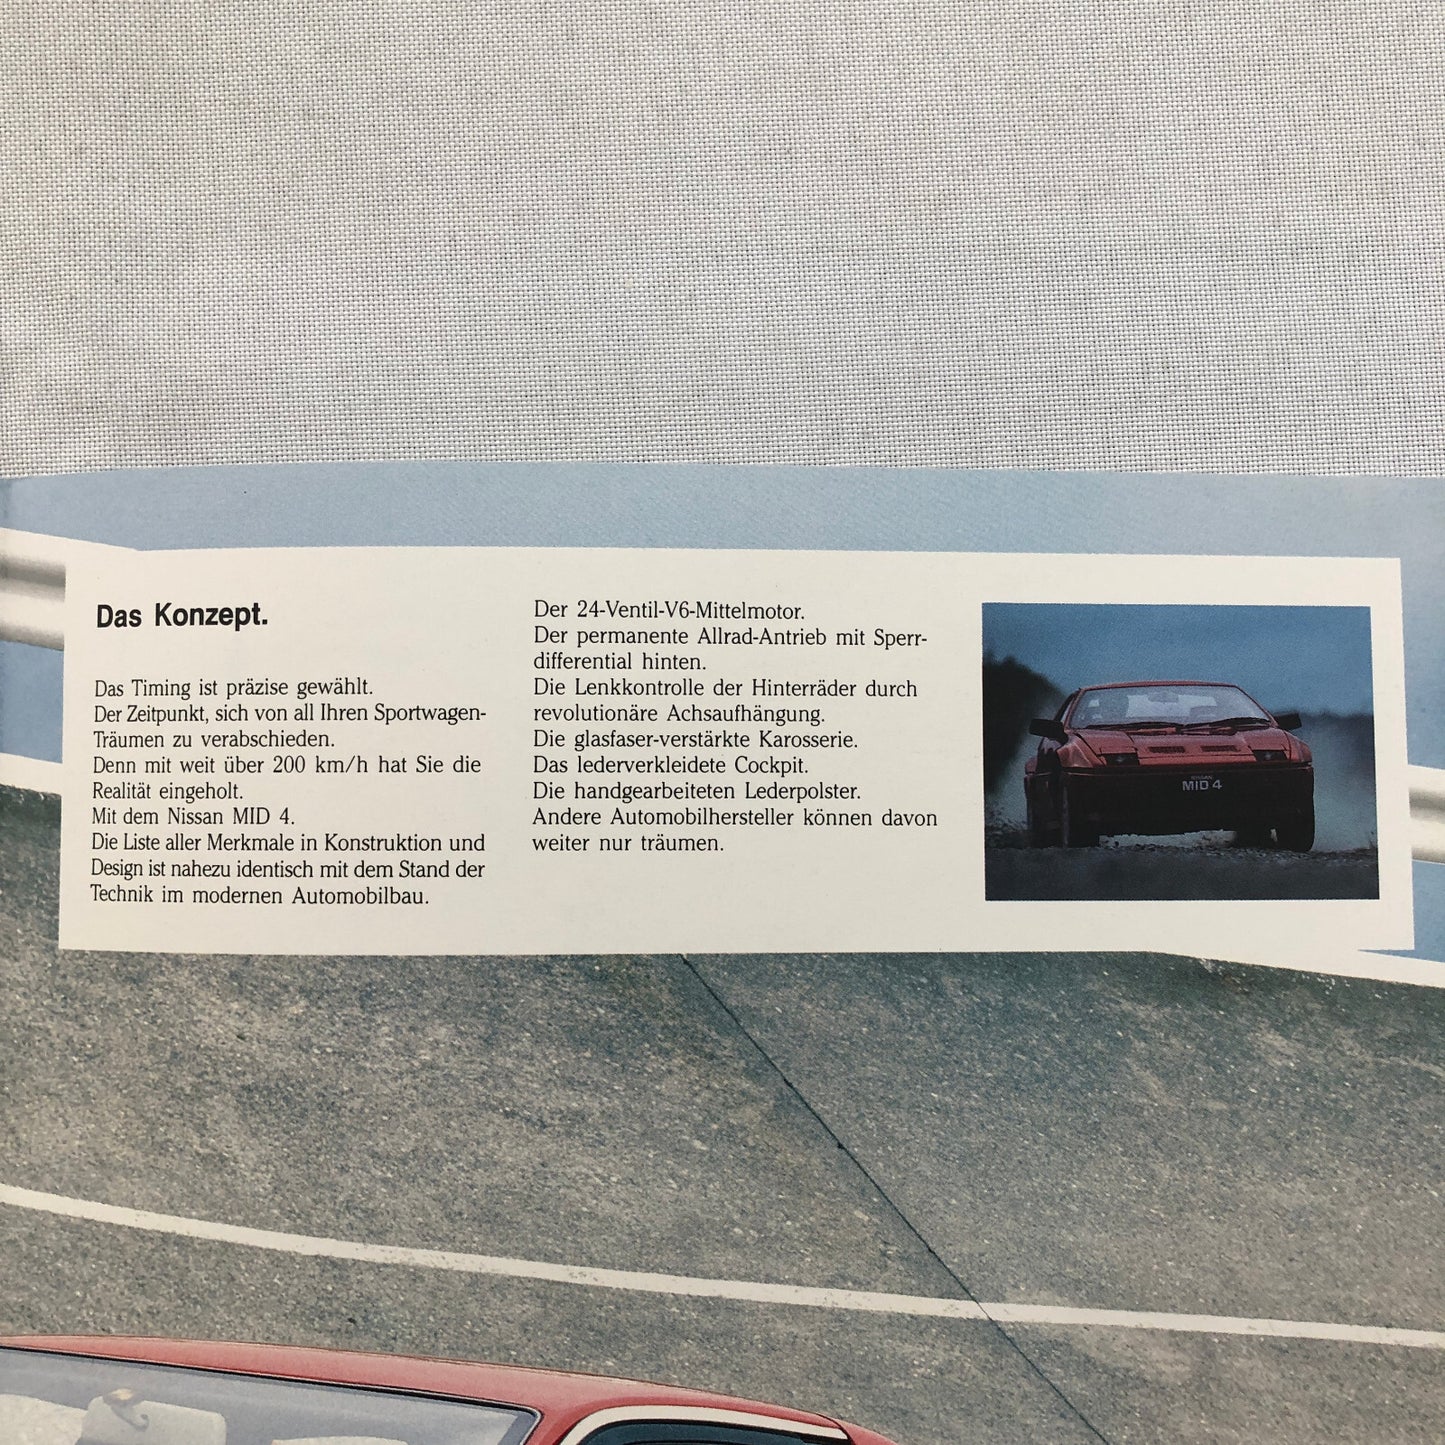 Das Konzept.
Das Timing ist präzise gewählt.
Der Zeitpunkt, sich von all Ihren Sportwagen-
Träumen zu verabschieden.
Denn mit weit über 200 km/h hat Sie die
Realität eingeholt.
Mit dem Nissan MID 4.
Die Liste aller Merkmale in Konstruktion und
Design ist nahezu identisch mit dem Stand der
Technik im modernen Automobilbau.
Der 24-Ventil-V6-Mittelmotor.
Der permanente Allrad-Antrieb mit Sperr-
differential hinten.
Die Lenkkontrolle der Hinterräder durch
revolutionäre Achsaufhängung.
Die glasfaser-verstärkte Karosserie.
Das lederverkleidete Cockpit.
Die handgearbeiteten Lederpolster.
Andere Automobilhersteller können davon
weiter nur träumen.
NISSAN
MID 4